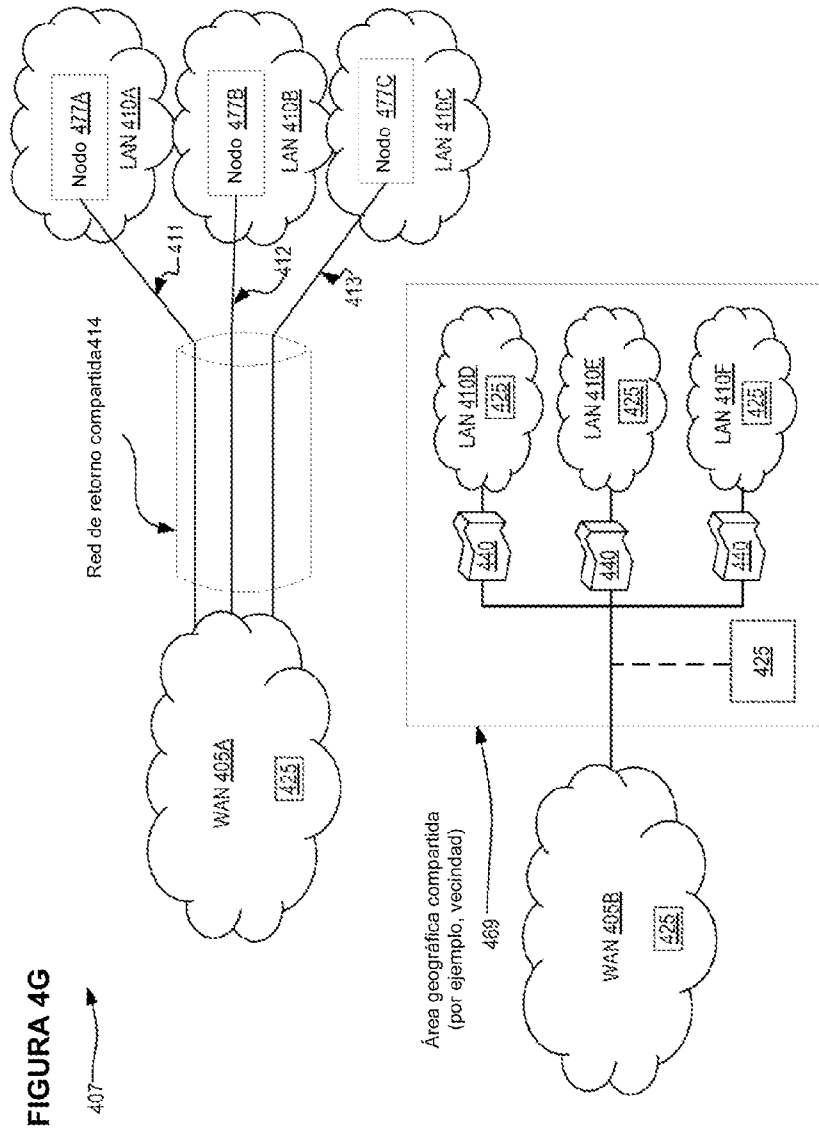 FIGURA 4G
407
Red de retorno compartida414
WAN 405A
425
411
412
413
Nodo 477A
LAN 410A
Nodo 477B
LAN 410B
Nodo 477C
LAN 410C
Área geográfica compartida
(por ejemplo, vecindad)
469
WAN 405B
425
425
440
440
440
LAN 410D
425
LAN 410E
425
LAN 410F
425